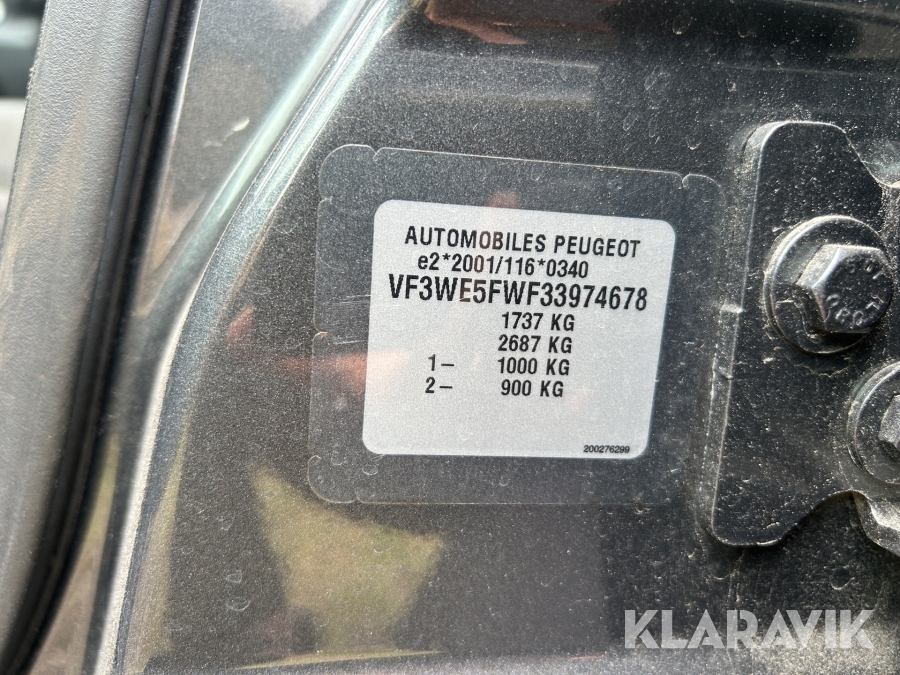 AUTOMOBILES PEUGEOT
e2*2001/116*0340
VF3WE5FWF33974678
1737 KG
2687 KG
1- 1000 KG
2- 900 KG
200276299
KLARAVIK